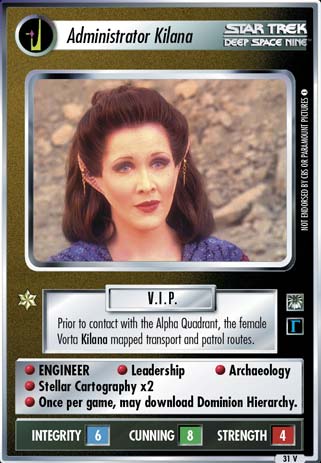 Administrator Kilana
STAR TREK
DEEP SPACE NINE
NOT ENDORSED BY CBS OR PARAMOUNT PICTURES
V.I.P.
Prior to contact with the Alpha Quadrant, the female
Vorta Kilana mapped transport and patrol routes.
ENGINEER Leadership Archaeology
Stellar Cartography x2
Once per game, may download Dominion Hierarchy.
INTEGRITY 6 CUNNING 8 STRENGTH 4
31 V